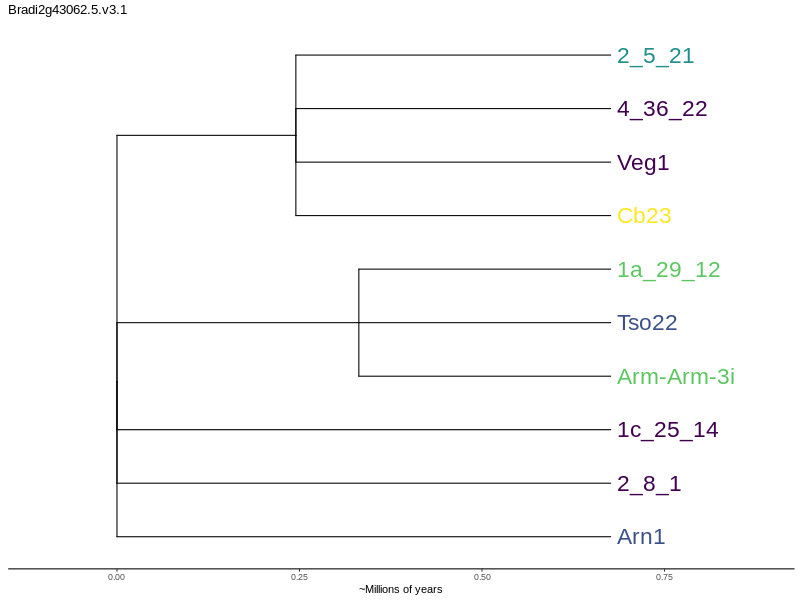 Bradi2g43062.5.v3.1
2_5_21
4_36_22
Veg1
Cb23
1a_29_12
Tso22
Arm-Arm-3i
1c_25_14
2_8_1
Arn1
0.00 0.25 0.50 0.75
~Millions of years